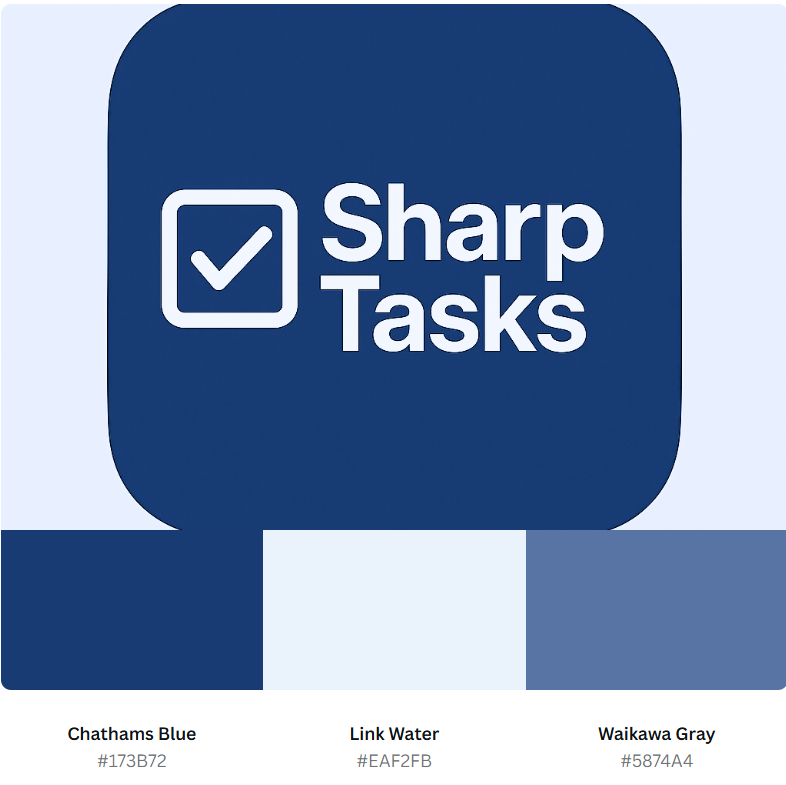 Sharp
Tasks
Chathams Blue
#173B72
Link Water
#EAF2FB
Waikawa Gray
#5874A4